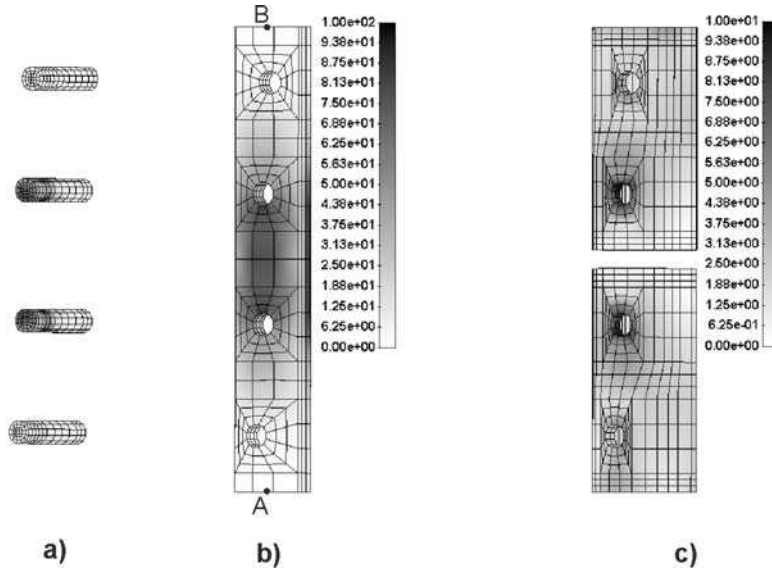 B
1.00e+02
9.38e+01
8.75e+01
8.13e+01
7.50e+01
6.88e+01
6.25e+01
5.63e+01
5.00e+01
4.38e+01
3.75e+01
3.13e+01
2.50e+01
1.88e+01
1.25e+01
6.25e+00
0.00e+00
A
1.00e+01
9.38e+00
8.75e+00
8.13e+00
7.50e+00
6.88e+00
6.25e+00
5.63e+00
5.00e+00
4.38e+00
3.75e+00
3.13e+00
2.50e+00
1.88e+00
1.25e+00
6.25e-01
0.00e+00
a)
b)
c)